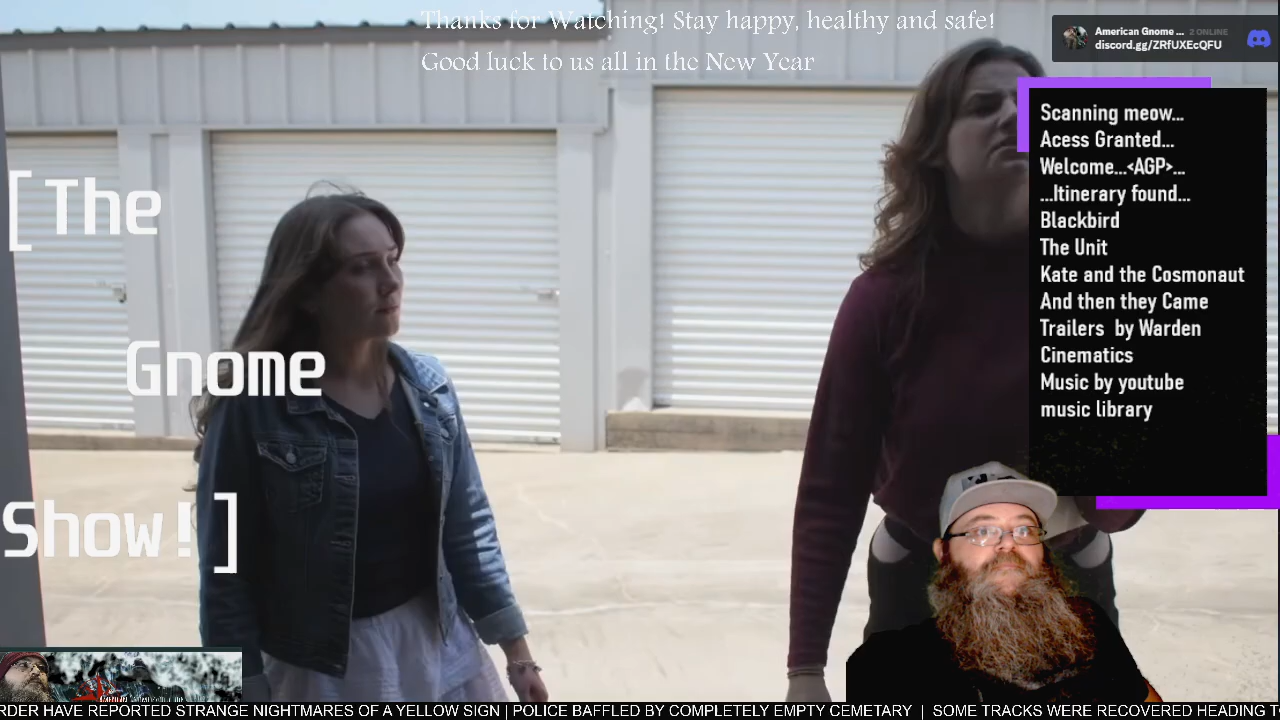 Thanks for Watching! Stay happy, healthy and safe!
Good luck to us all in the New Year
American Gnome ... 2 ONLINE
discord.gg/ZRfUXEcQFU
Scanning meow...
Acess Granted...
Welcome...<AGP>...
...Itinerary found...
Blackbird
The Unit
Kate and the Cosmonaut
And then they Came
Trailers by Warden
Cinematics
Music by youtube
music library
[The
Gnome
Show!]
RDER HAVE REPORTED STRANGE NIGHTMARES OF A YELLOW SIGN | POLICE BAFFLED BY COMPLETELY EMPTY CEMETARY | SOME TRACKS WERE RECOVERED HEADING T